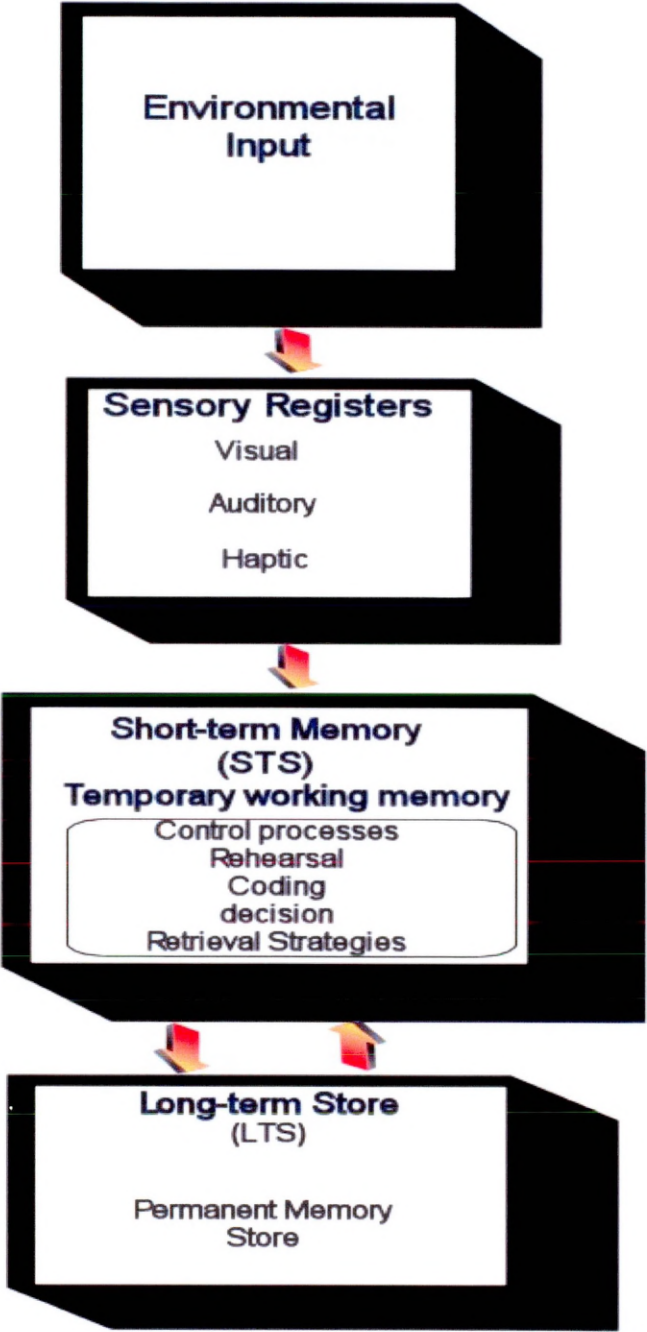 Environmental
Input
Sensory Registers
Visual
Auditory
Haptic
Short-term Memory
(STS)
Temporary working memory
Control processes
Rehearsal
Coding
decision
Retrieval Strategies
Long-term Store
(LTS)
Permanent Memory
Store